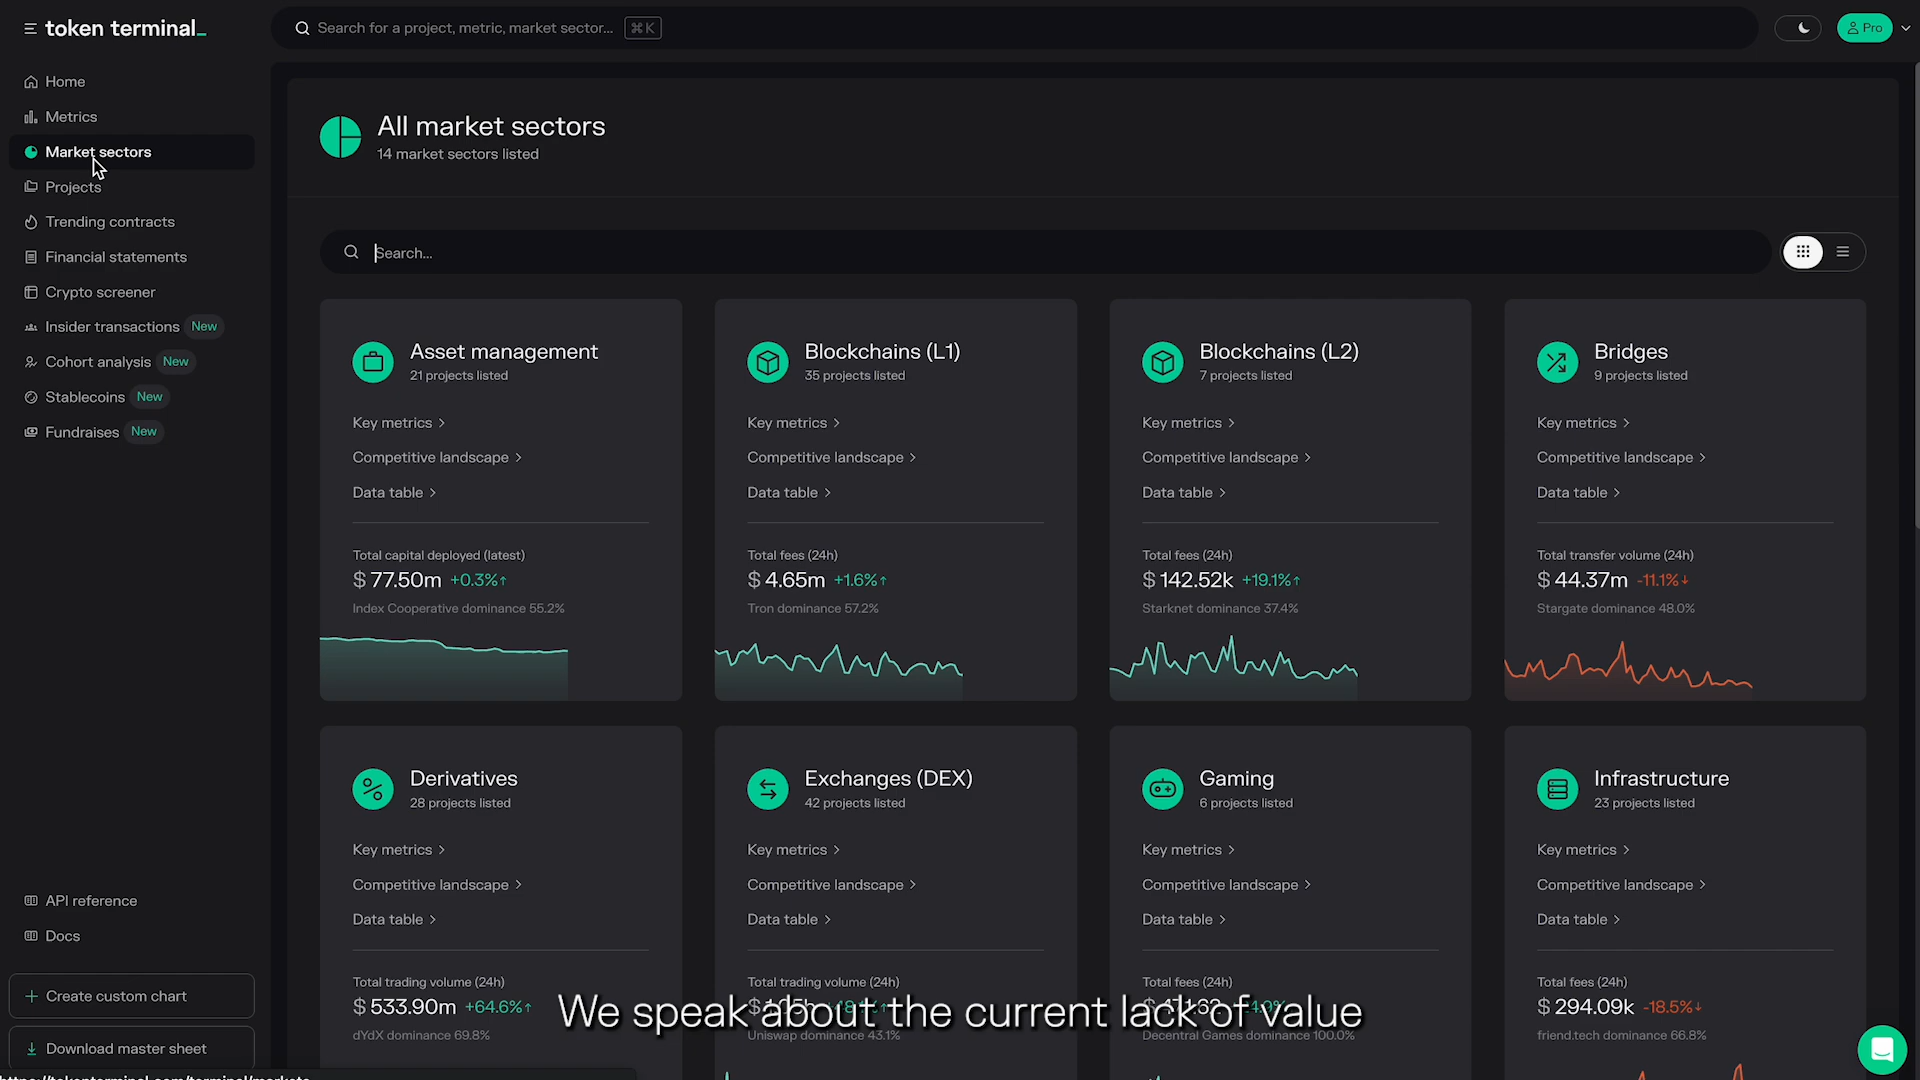 token terminal_
Search for a project, metric, market sector... ⌘K
Pro
Home
Metrics
Market sectors
Projects
Trending contracts
Financial statements
Crypto screener
Insider transactions New
Cohort analysis New
Stablecoins New
Fundraises New
API reference
Docs
+ Create custom chart
Download master sheet
All market sectors
14 market sectors listed
Search...
Asset management
21 projects listed
Key metrics >
Competitive landscape >
Data table >
Total capital deployed (latest)
$ 77.50m +0.3%↑
Index Cooperative dominance 55.2%
Blockchains (L1)
35 projects listed
Key metrics >
Competitive landscape >
Data table >
Total fees (24h)
$ 4.65m +1.6%↑
Tron dominance 57.2%
Blockchains (L2)
7 projects listed
Key metrics >
Competitive landscape >
Data table >
Total fees (24h)
$ 142.52k +19.1%↑
Starknet dominance 37.4%
Bridges
9 projects listed
Key metrics >
Competitive landscape >
Data table >
Total transfer volume (24h)
$ 44.37m -11.1%↓
Stargate dominance 48.0%
Derivatives
28 projects listed
Key metrics >
Competitive landscape >
Data table >
Total trading volume (24h)
$ 533.90m +64.6%↑
dYdX dominance 69.8%
Exchanges (DEX)
42 projects listed
Key metrics >
Competitive landscape >
Data table >
Total trading volume (24h)
Uniswap dominance 43.1%
Gaming
6 projects listed
Key metrics >
Competitive landscape >
Data table >
Total fees (24h)
Decentral Games dominance 100.0%
Infrastructure
23 projects listed
Key metrics >
Competitive landscape >
Data table >
Total fees (24h)
$ 294.09k -18.5%↓
friend.tech dominance 66.8%
We speak about the current lack of value